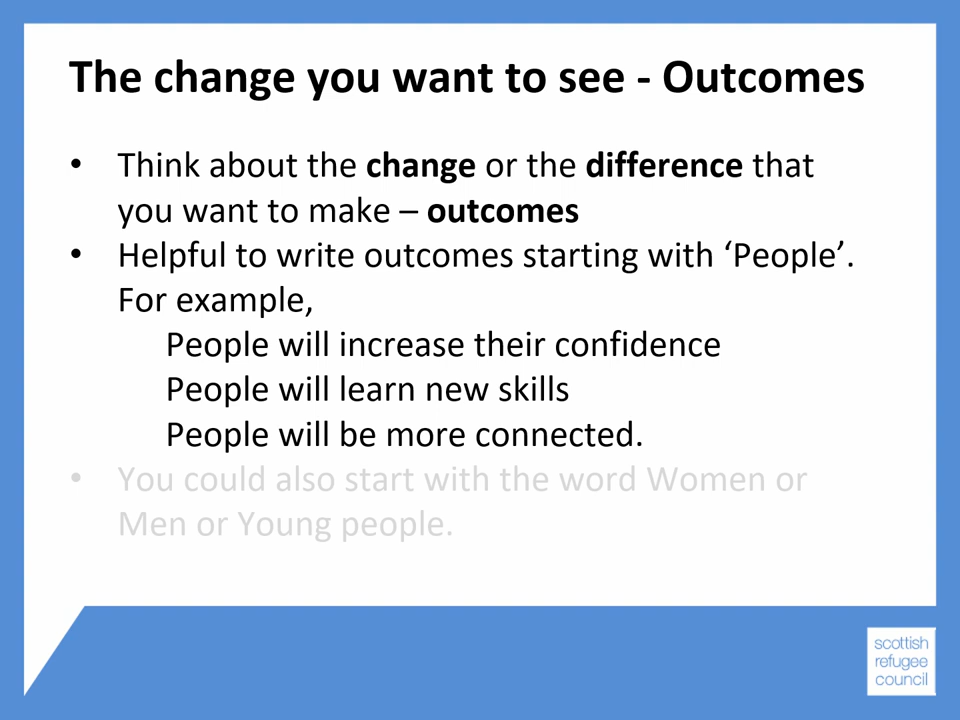 The change you want to see - Outcomes
• Think about the change or the difference that
you want to make – outcomes
• Helpful to write outcomes starting with ‘People’.
For example,
People will increase their confidence
People will learn new skills
People will be more connected.
• You could also start with the word Women or
Men or Young people.
scottish
refugee
council